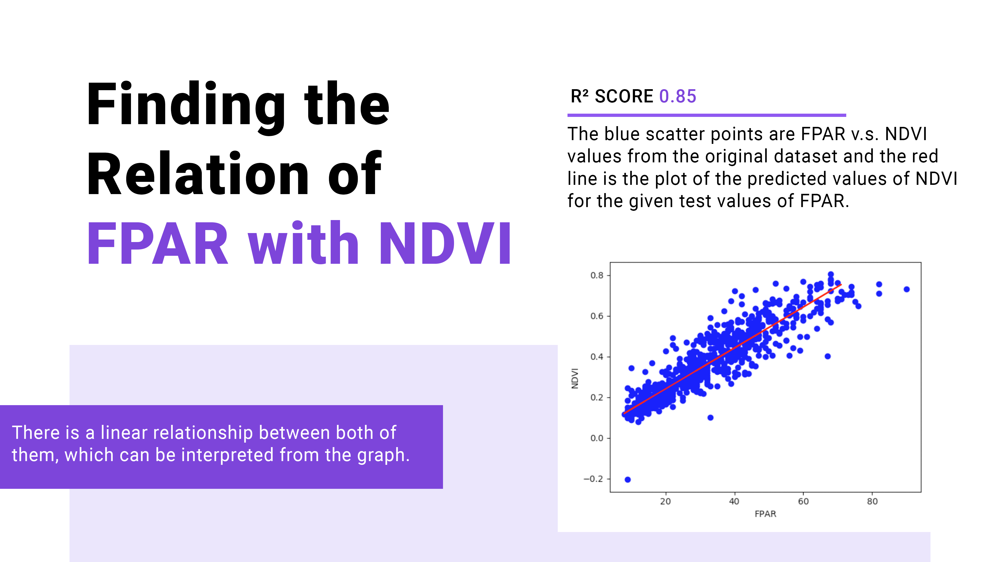 Finding the
Relation of
FPAR with NDVI
R² SCORE 0.85
The blue scatter points are FPAR v.s. NDVI
values from the original dataset and the red
line is the plot of the predicted values of NDVI
for the given test values of FPAR.
There is a linear relationship between both of
them, which can be interpreted from the graph.
0.8
0.6
0.4
0.2
0.0
−0.2
NDVI
20 40 60 80
FPAR